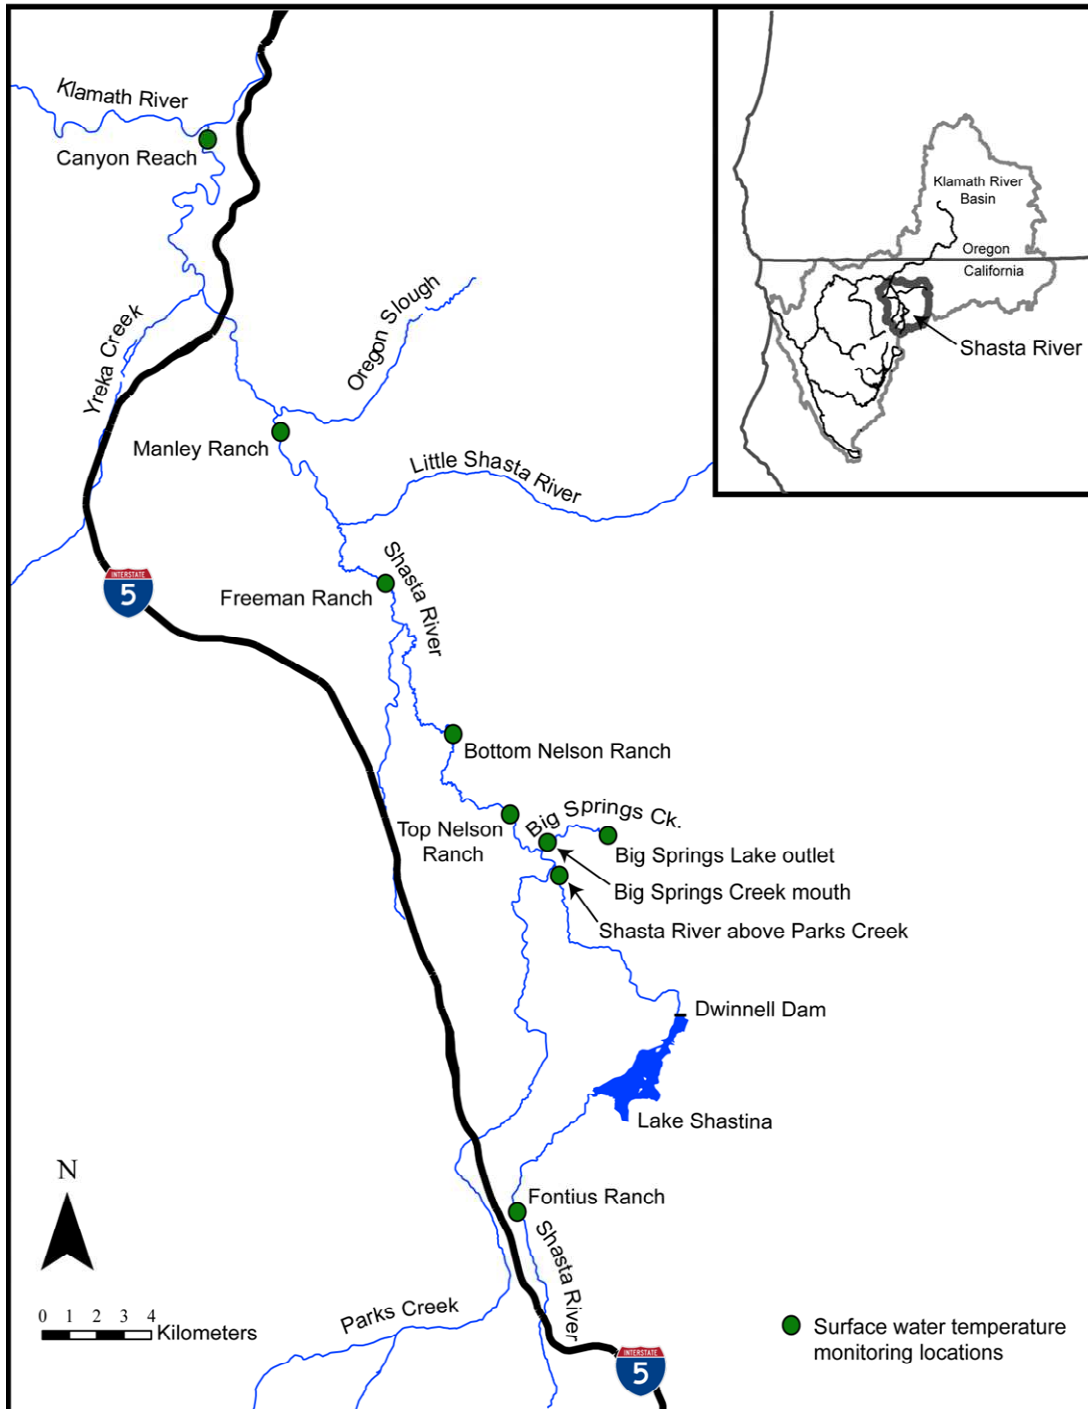 Klamath River
Canyon Reach
Klamath River
Basin
Oregon
California
Shasta River
Yreka Creek
Oregon Slough
Manley Ranch
Little Shasta River
Shasta River
Freeman Ranch
INTERSTATE
5
Bottom Nelson Ranch
Top Nelson
Ranch
Big Springs Ck.
Big Springs Lake outlet
Big Springs Creek mouth
Shasta River above Parks Creek
Dwinnell Dam
Lake Shastina
N
Fontius Ranch
Shasta River
Parks Creek
0 1 2 3 4
Kilometers
Surface water temperature
monitoring locations
INTERSTATE
5